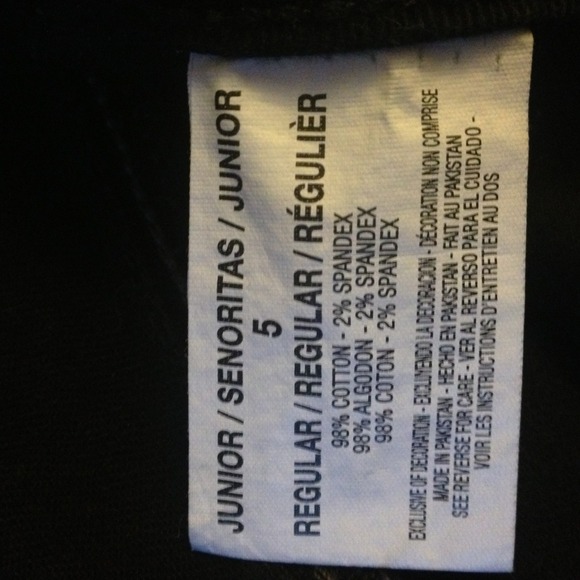 JUNIOR / SENORITAS / JUNIOR
5
REGULAR / REGULAR / RÉGULIÈR
98% COTTON - 2% SPANDEX
98% ALGODON - 2% SPANDEX
98% COTON - 2% SPANDEX
EXCLUSIVE OF DECORATION - EXCLUYENDO LA DECORACION - DÉCORATION NON COMPRISE
MADE IN PAKISTAN - HECHO EN PAKISTAN - FAIT AU PAKISTAN
SEE REVERSE FOR CARE - VER AL REVERSO PARA EL CUIDADO -
VOIR LES INSTRUCTIONS D'ENTRETIEN AU DOS